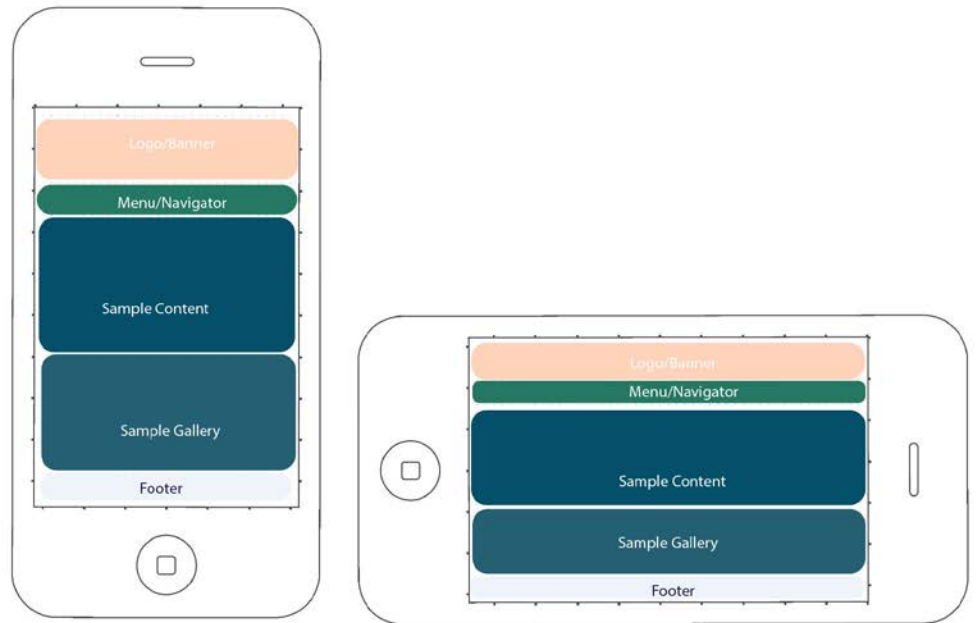 Logo/Banner
Menu/Navigator
Sample Content
Sample Gallery
Footer
Logo/Banner
Menu/Navigator
Sample Content
Sample Gallery
Footer